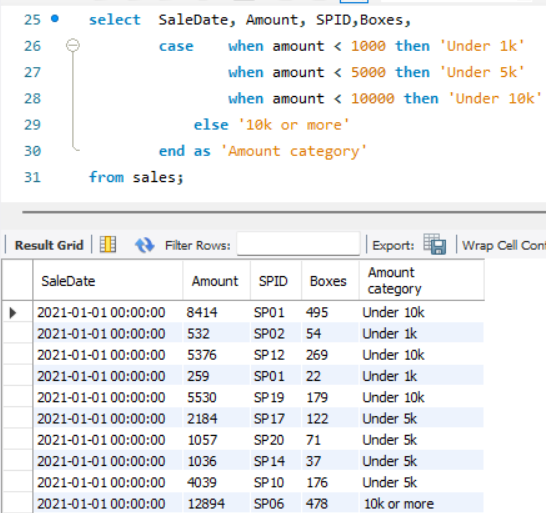 25 select SaleDate, Amount, SPID,Boxes,
26 case when amount < 1000 then 'Under 1k'
27 when amount < 5000 then 'Under 5k'
28 when amount < 10000 then 'Under 10k'
29 else '10k or more'
30 end as 'Amount category'
31 from sales;
Result Grid Filter Rows: Export: Wrap Cell Cont
SaleDate Amount SPID Boxes Amount category
2021-01-01 00:00:00 8414 SP01 495 Under 10k
2021-01-01 00:00:00 532 SP02 54 Under 1k
2021-01-01 00:00:00 5376 SP12 269 Under 10k
2021-01-01 00:00:00 259 SP01 22 Under 1k
2021-01-01 00:00:00 5530 SP19 179 Under 10k
2021-01-01 00:00:00 2184 SP17 122 Under 5k
2021-01-01 00:00:00 1057 SP20 71 Under 5k
2021-01-01 00:00:00 1036 SP14 37 Under 5k
2021-01-01 00:00:00 4039 SP10 176 Under 5k
2021-01-01 00:00:00 12894 SP06 478 10k or more